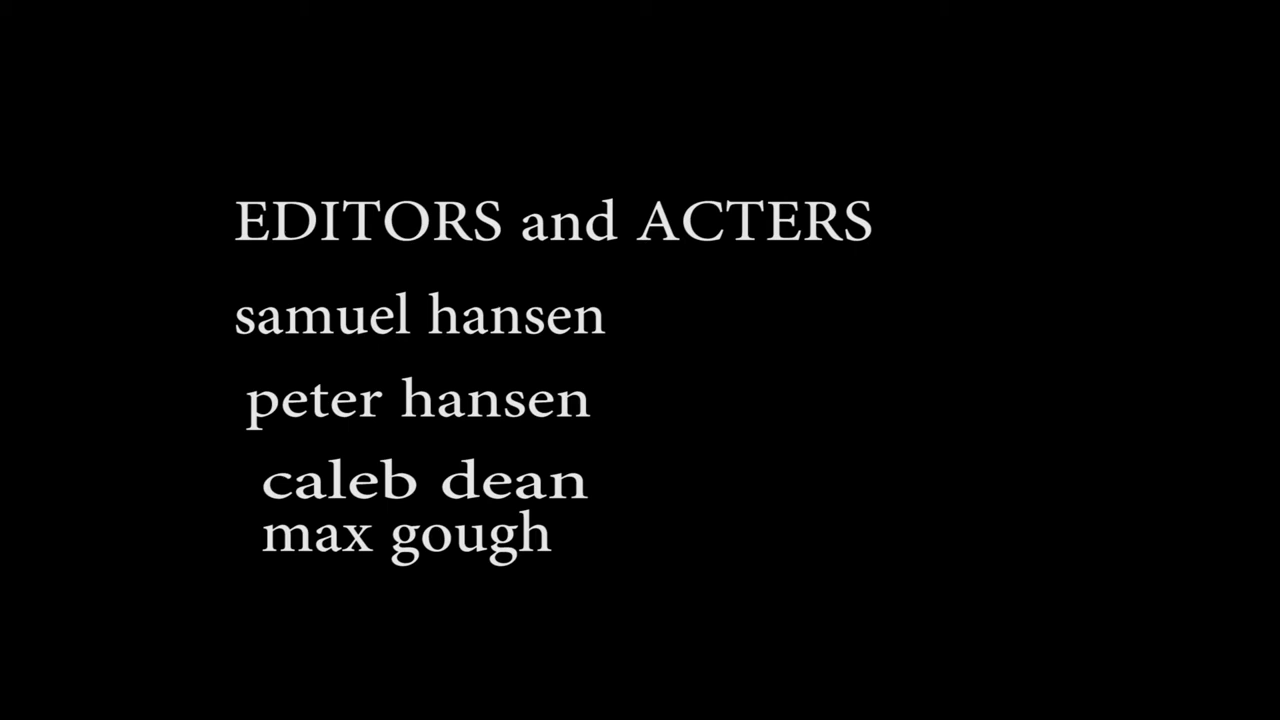 EDITORS and ACTERS
samuel hansen
peter hansen
caleb dean
max gough